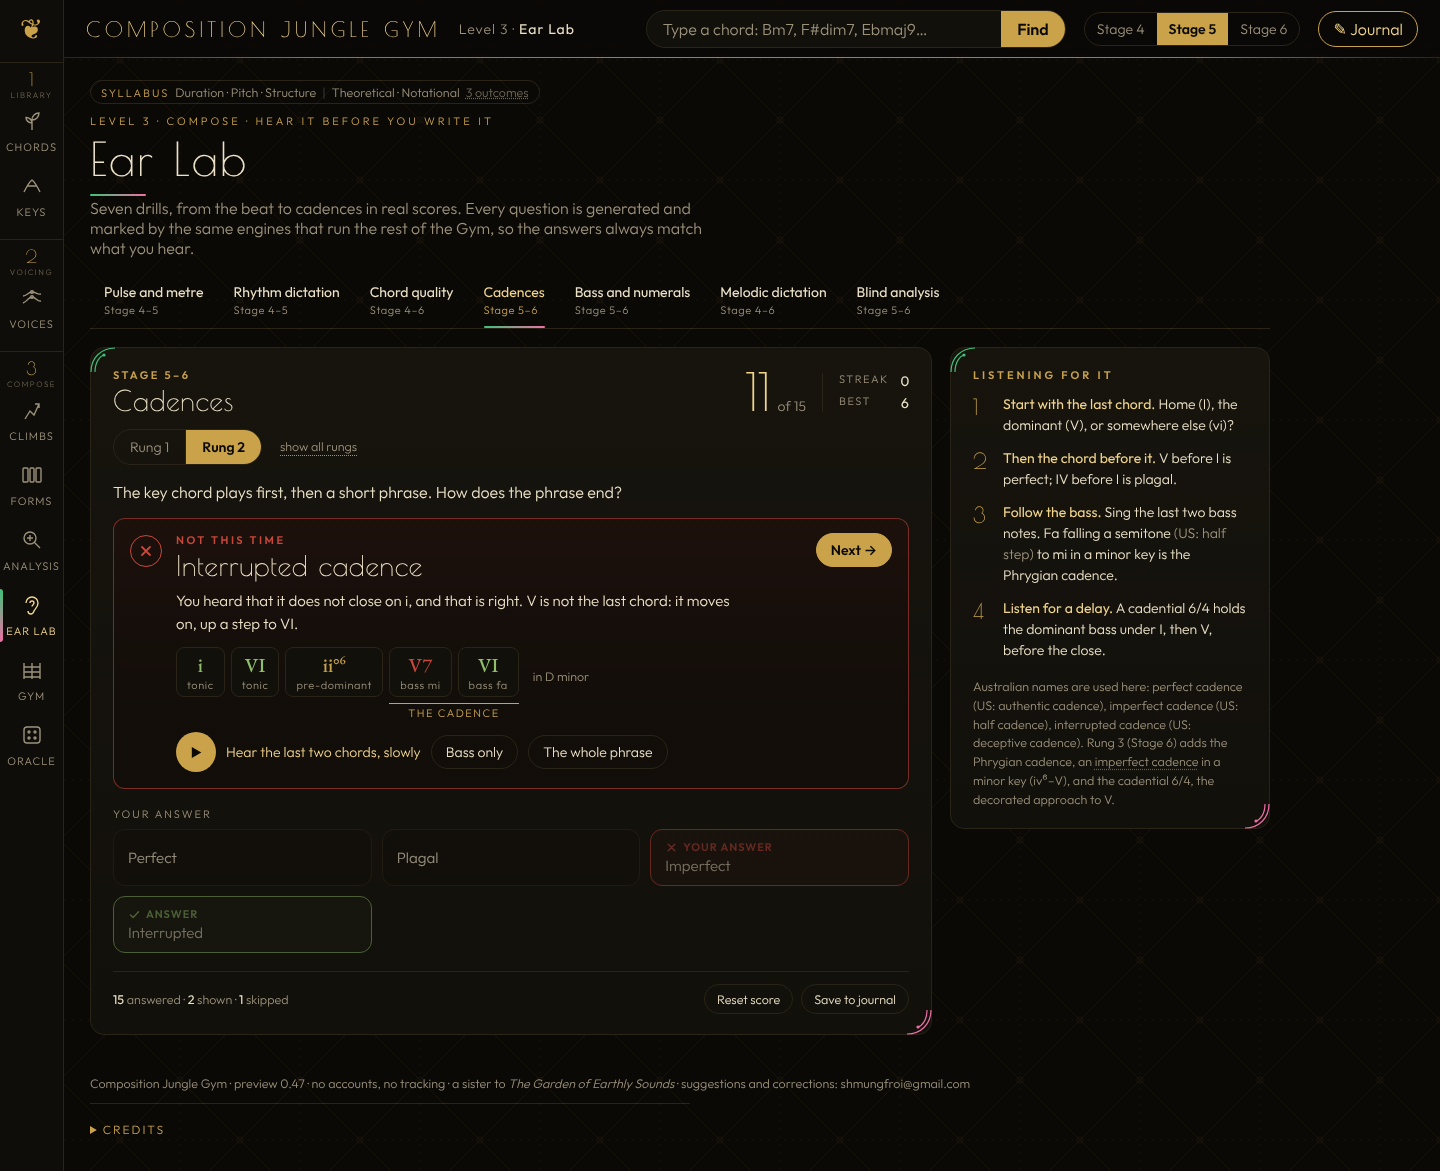 COMPOSITION JUNGLE GYM
Level 3 · Ear Lab
Type a chord: Bm7, F#dim7, Ebmaj9...
Find
Stage 4
Stage 5
Stage 6
✎ Journal
1
LIBRARY
CHORDS
KEYS
2
VOICING
VOICES
3
COMPOSE
CLIMBS
FORMS
ANALYSIS
EAR LAB
GYM
ORACLE
SYLLABUS Duration · Pitch · Structure | Theoretical · Notational 3 outcomes
LEVEL 3 · COMPOSE · HEAR IT BEFORE YOU WRITE IT
Ear Lab
Seven drills, from the beat to cadences in real scores. Every question is generated and
marked by the same engines that run the rest of the Gym, so the answers always match
what you hear.
Pulse and metre
Stage 4–5
Rhythm dictation
Stage 4–5
Chord quality
Stage 4–6
Cadences
Stage 5–6
Bass and numerals
Stage 5–6
Melodic dictation
Stage 4–6
Blind analysis
Stage 5–6
STAGE 5–6
Cadences
11 of 15
STREAK 0
BEST 6
Rung 1
Rung 2
show all rungs
The key chord plays first, then a short phrase. How does the phrase end?
NOT THIS TIME
Interrupted cadence
Next →
You heard that it does not close on i, and that is right. V is not the last chord: it moves
on, up a step to VI.
i
tonic
VI
tonic
ii°⁶
pre-dominant
V7
bass mi
VI
bass fa
in D minor
THE CADENCE
Hear the last two chords, slowly
Bass only
The whole phrase
YOUR ANSWER
Perfect
Plagal
✕ YOUR ANSWER
Imperfect
✓ ANSWER
Interrupted
15 answered · 2 shown · 1 skipped
Reset score
Save to journal
LISTENING FOR IT
1 Start with the last chord. Home (I), the
dominant (V), or somewhere else (vi)?
2 Then the chord before it. V before I is
perfect; IV before I is plagal.
3 Follow the bass. Sing the last two bass
notes. Fa falling a semitone (US: half
step) to mi in a minor key is the
Phrygian cadence.
4 Listen for a delay. A cadential 6/4 holds
the dominant bass under I, then V,
before the close.
Australian names are used here: perfect cadence
(US: authentic cadence), imperfect cadence (US:
half cadence), interrupted cadence (US:
deceptive cadence). Rung 3 (Stage 6) adds the
Phrygian cadence, an imperfect cadence in a
minor key (iv⁶–V), and the cadential 6/4, the
decorated approach to V.
Composition Jungle Gym · preview 0.47 · no accounts, no tracking · a sister to The Garden of Earthly Sounds · suggestions and corrections: shmungfroi@gmail.com
▶ CREDITS